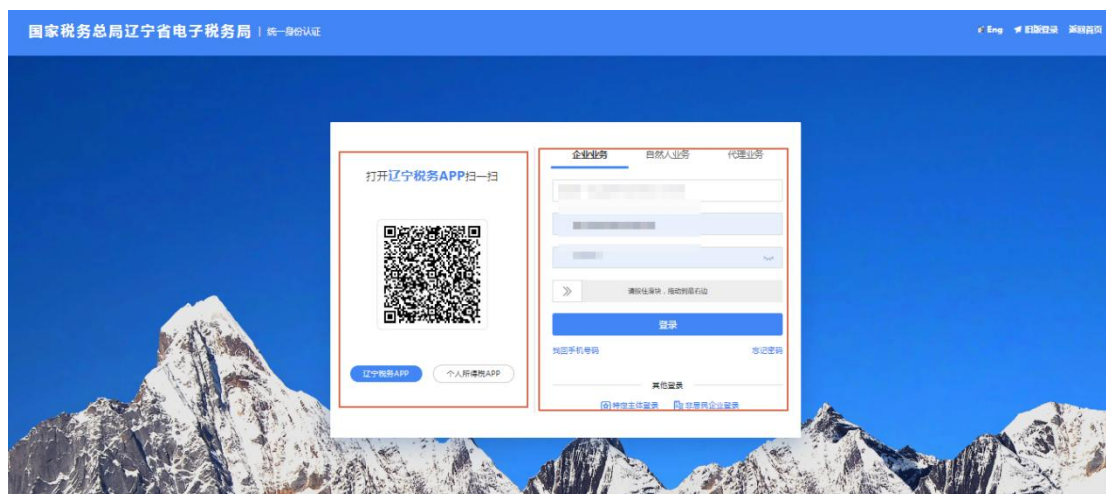 国家税务总局辽宁省电子税务局 | 统一身份认证
Eng 旧版登录 返回首页
打开辽宁税务APP扫一扫
辽宁税务APP 个人所得税APP
企业业务 自然人业务 代理业务
请按住滑块，拖动到最右边
登录
找回手机号码 忘记密码
其他登录
特定主体登录 非居民企业登录